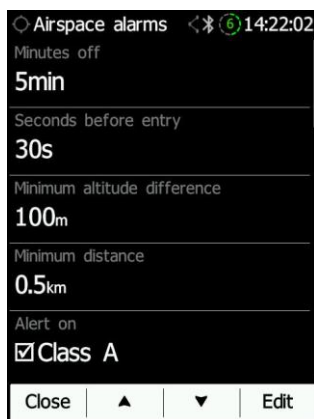 Airspace alarms 6 14:22:02
Minutes off
5min
Seconds before entry
30s
Minimum altitude difference
100m
Minimum distance
0.5km
Alert on
Class A
Close Edit